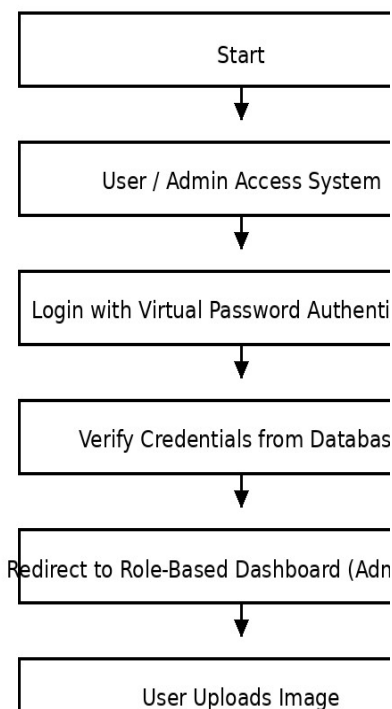 Start
User / Admin Access System
Login with Virtual Password Authenti
Verify Credentials from Databas
Redirect to Role-Based Dashboard (Adm
User Uploads Image